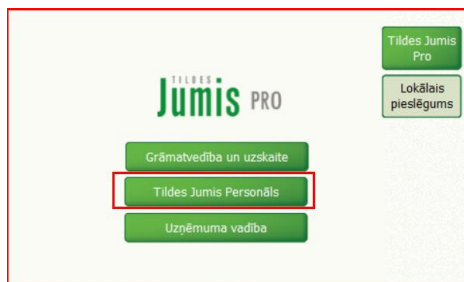 Tildes Jumis
Pro
Lokālais
pieslēgums
TILDES
Jumis PRO
Grāmatvedība un uzskaite
Tildes Jumis Personāls
Uzņēmuma vadība